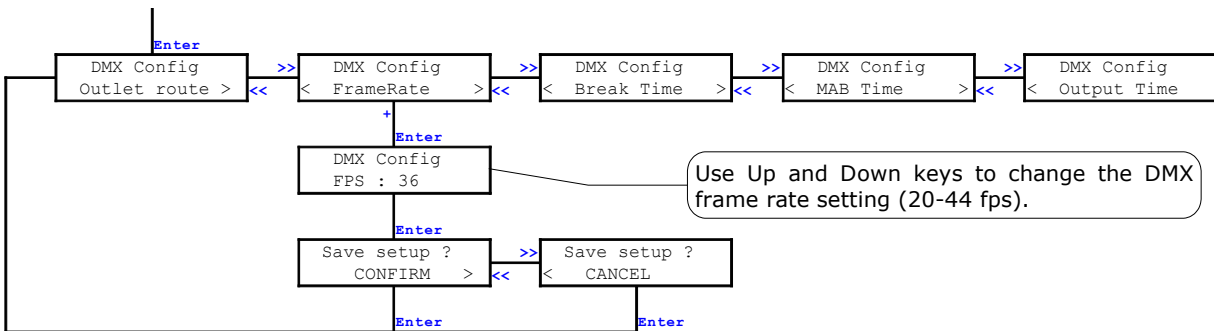 Enter
DMX Config
Outlet route >
>>
<<
DMX Config
< FrameRate >
>>
<<
DMX Config
< Break Time >
>>
<<
DMX Config
< MAB Time >
>>
<<
DMX Config
< Output Time
+
Enter
DMX Config
FPS : 36
Use Up and Down keys to change the DMX
frame rate setting (20-44 fps).
Enter
Save setup ?
CONFIRM >
>>
<<
Save setup ?
< CANCEL
Enter
Enter